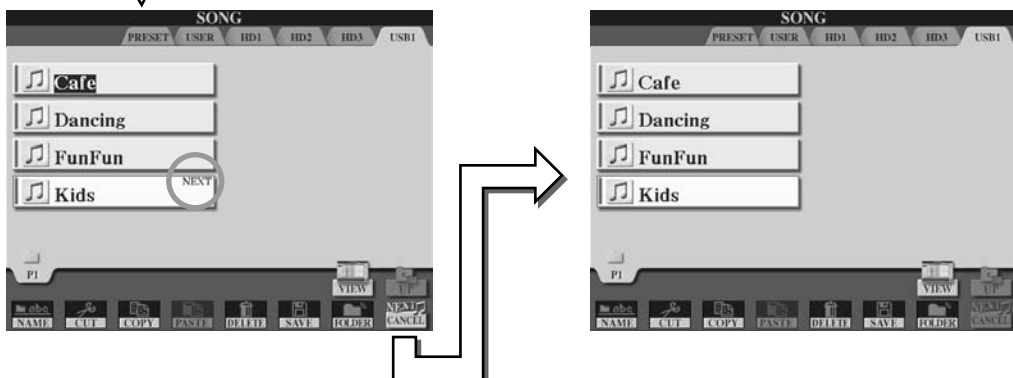 SONG
PRESET USER HD1 HD2 HD3 USB1
Cafe
Dancing
FunFun
NEXT
Kids
P1
VIEW UP
abc NEXT
NAME CUT COPY PASTE DELETE SAVE FOLDER CANCEL
SONG
PRESET USER HD1 HD2 HD3 USB1
Cafe
Dancing
FunFun
Kids
P1
VIEW UP
abc NEXT
NAME CUT COPY PASTE DELETE SAVE FOLDER CANCEL